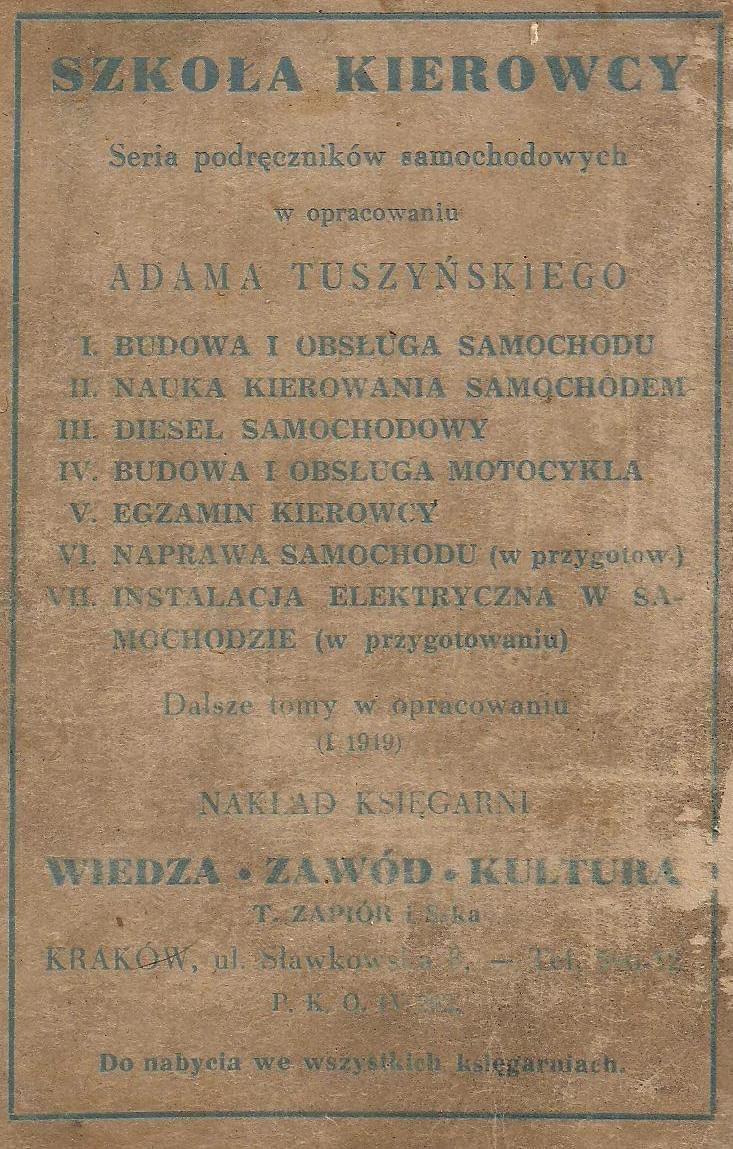 SZKOŁA KIEROWCY
Seria podręczników samochodowych
w opracowaniu
ADAMA TUSZYŃSKIEGO
I. BUDOWA I OBSŁUGA SAMOCHODU
II. NAUKA KIEROWANIA SAMOCHODEM
III. DIESEL SAMOCHODOWY
IV. BUDOWA I OBSŁUGA MOTOCYKLA
V. EGZAMIN KIEROWCY
VI. NAPRAWA SAMOCHODU (w przygotow.)
VII. INSTALACJA ELEKTRYCZNA W SA-
MOCHODZIE (w przygotowaniu)
Dalsze tomy w opracowaniu
(I 1949)
NAKŁAD KSIĘGARNI
WIEDZA • ZAWÓD • KULTURA
T. ZAPIÓR i S-ka
KRAKÓW, ul. Sławkowska — Tel.
P. K. O.
Do nabycia we wszystkich księgarniach.